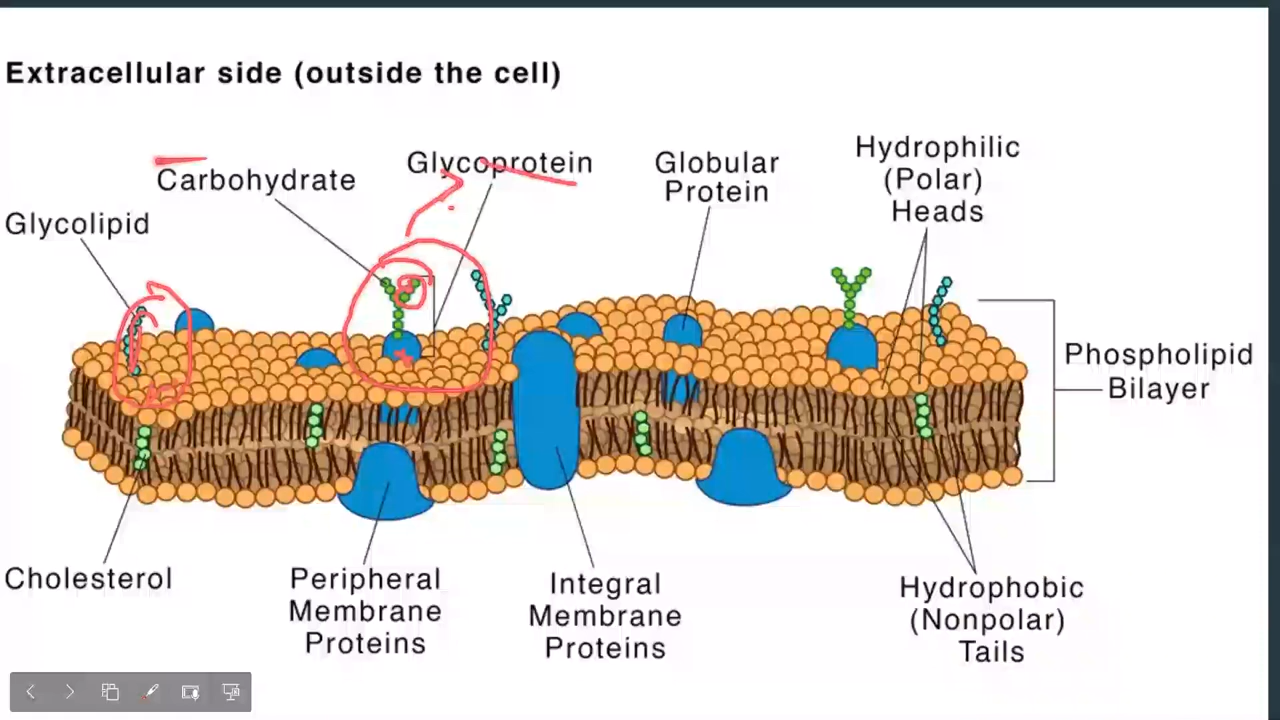 Extracellular side (outside the cell)
Glycolipid
Carbohydrate
Glycoprotein
Globular
Protein
Hydrophilic
(Polar)
Heads
Phospholipid
Bilayer
Cholesterol
Peripheral
Membrane
Proteins
Integral
Membrane
Proteins
Hydrophobic
(Nonpolar)
Tails